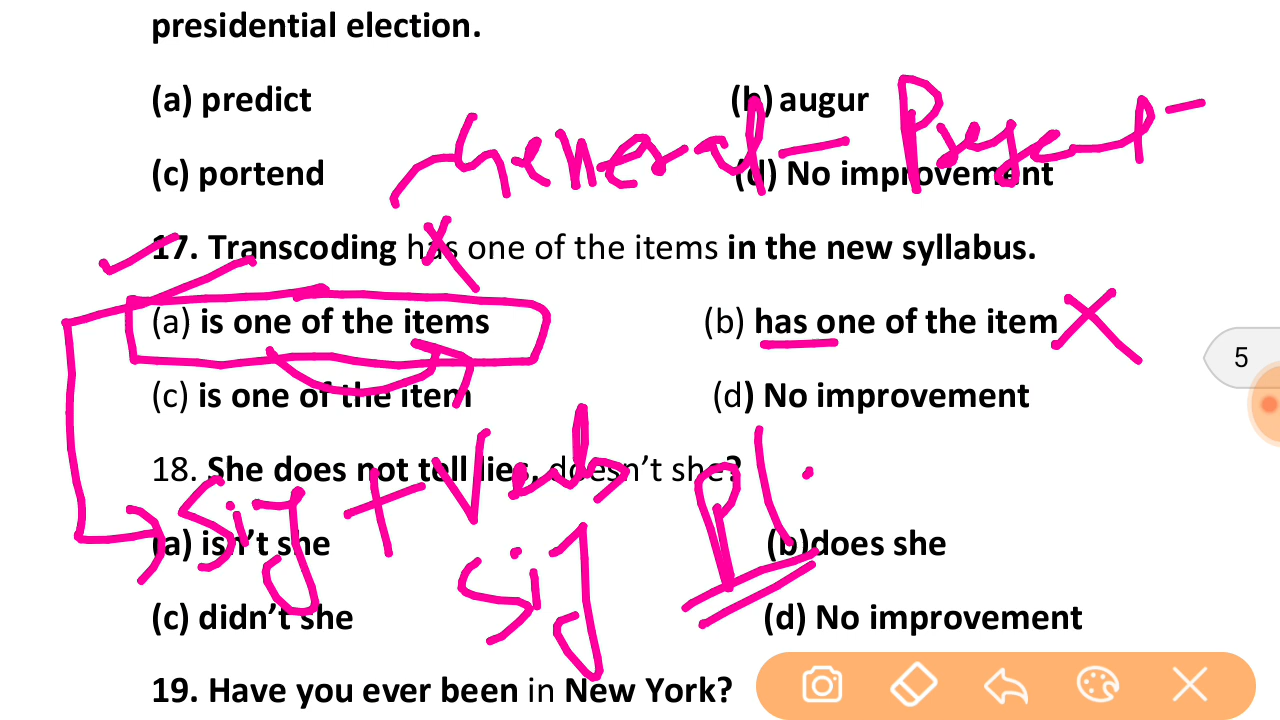 presidential election.
(a) predict (b) augur
General - Present -
(c) portend (d) No improvement
17. Transcoding has one of the items in the new syllabus.
(a) is one of the items (b) has one of the item
(c) is one of the item (d) No improvement
18. She does not tell lies, doesn't she?
Sig + Verb Pl.
Sig
(a) isn't she (b)does she
(c) didn't she (d) No improvement
19. Have you ever been in New York?
5